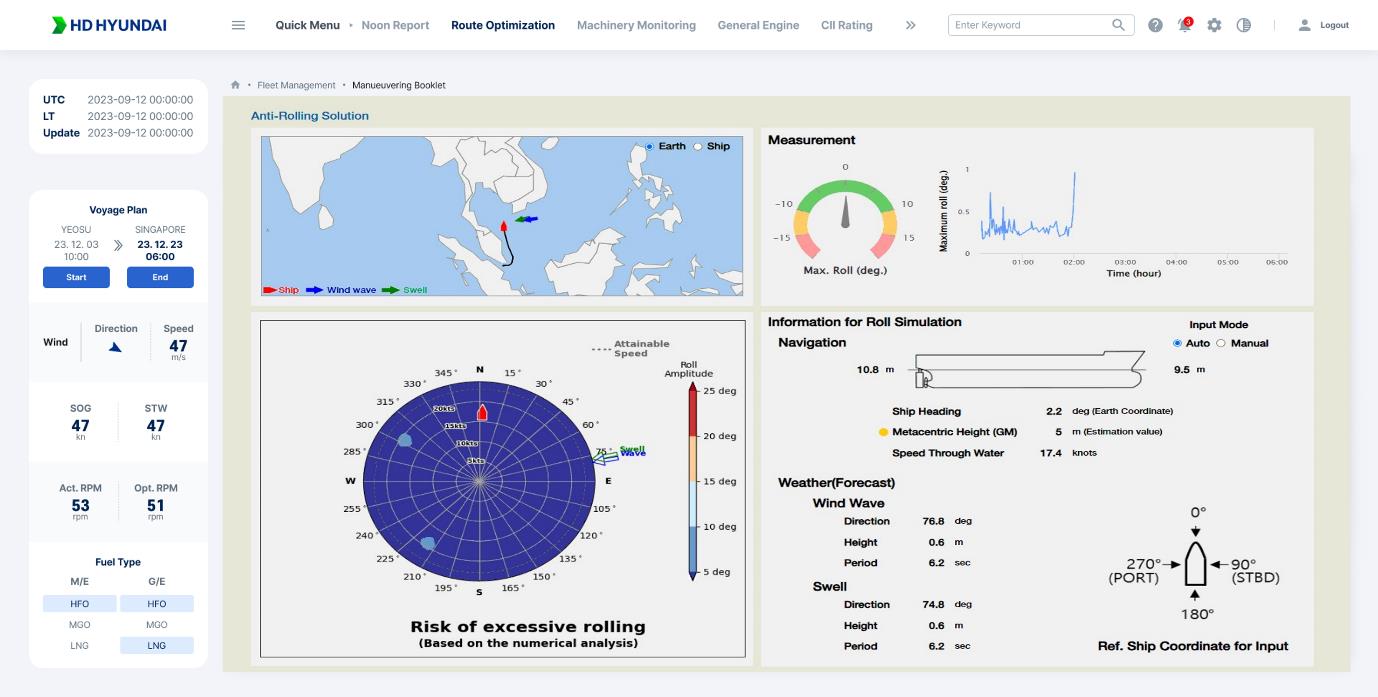 HD HYUNDAI
Quick Menu
Noon Report
Route Optimization
Machinery Monitoring
General Engine
CII Rating
Enter Keyword
3
Logout
UTC 2023-09-12 00:00:00
LT 2023-09-12 00:00:00
Update 2023-09-12 00:00:00
Voyage Plan
YEOSU SINGAPORE
23. 12. 03 23. 12. 23
10:00 06:00
Start End
Wind Direction Speed
47
m/s
SOG STW
47 47
kn kn
Act. RPM Opt. RPM
53 51
rpm rpm
Fuel Type
M/E G/E
HFO HFO
MGO MGO
LNG LNG
Fleet Management • Manueuvering Booklet
Anti-Rolling Solution
Earth Ship
Ship Wind wave Swell
Measurement
0
-10 10
-15 15
Max. Roll (deg.)
Maximum roll (deg.)
1
0.5
0
01:00 02:00 03:00 04:00 05:00 06:00
Time (hour)
Attainable
Speed
Roll
Amplitude
25 deg
20 deg
15 deg
10 deg
5 deg
N
15°
30°
45°
60°
75°
E
105°
120°
135°
150°
165°
S
195°
210°
225°
240°
255°
W
285°
300°
315°
330°
345°
20kts
15kts
10kts
5kts
Swell
Wave
Risk of excessive rolling
(Based on the numerical analysis)
Information for Roll Simulation
Input Mode
Auto Manual
Navigation
10.8 m
9.5 m
Ship Heading 2.2 deg (Earth Coordinate)
Metacentric Height (GM) 5 m (Estimation value)
Speed Through Water 17.4 knots
Weather(Forecast)
Wind Wave
Direction 76.8 deg
Height 0.6 m
Period 6.2 sec
Swell
Direction 74.8 deg
Height 0.6 m
Period 6.2 sec
0°
270° 90°
(PORT) (STBD)
180°
Ref. Ship Coordinate for Input